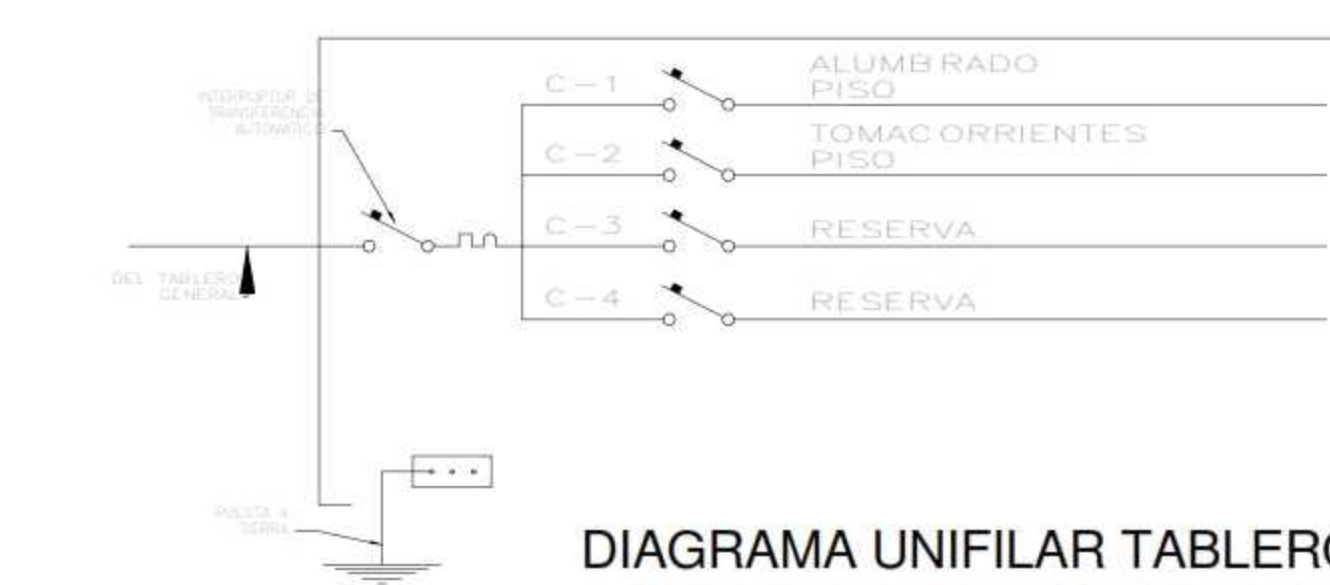 C-1
ALUMBRADO
PISO
INTERRUPTOR DE
TRANSFERENCIA
AUTOMATICO
C-2
TOMACORRIENTES
PISO
C-3
RESERVA
DEL TABLERO
GENERAL
C-4
RESERVA
PUESTA A
TIERRA
DIAGRAMA UNIFILAR TABLERO